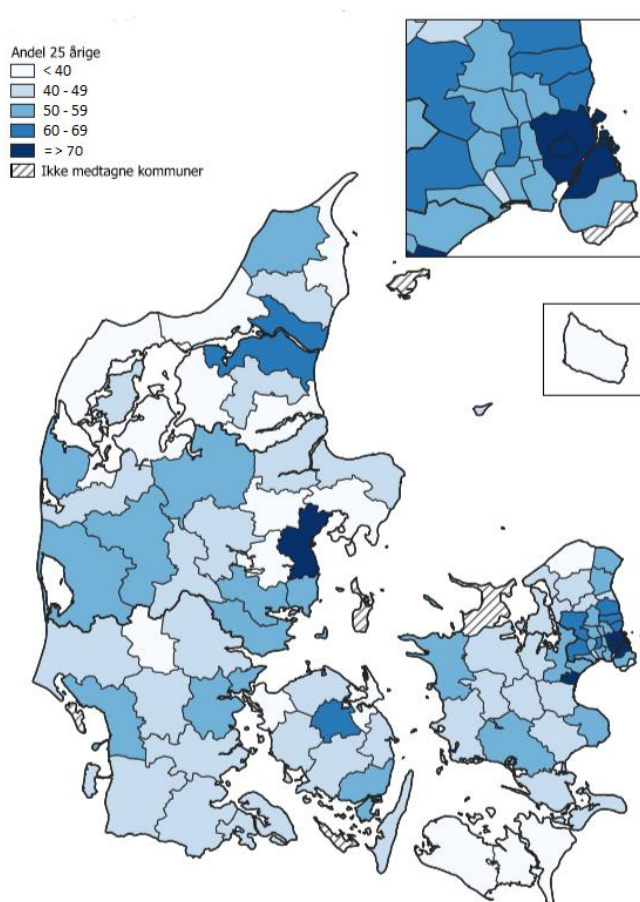 Andel 25 årige
< 40
40 - 49
50 - 59
60 - 69
= > 70
Ikke medtagne kommuner